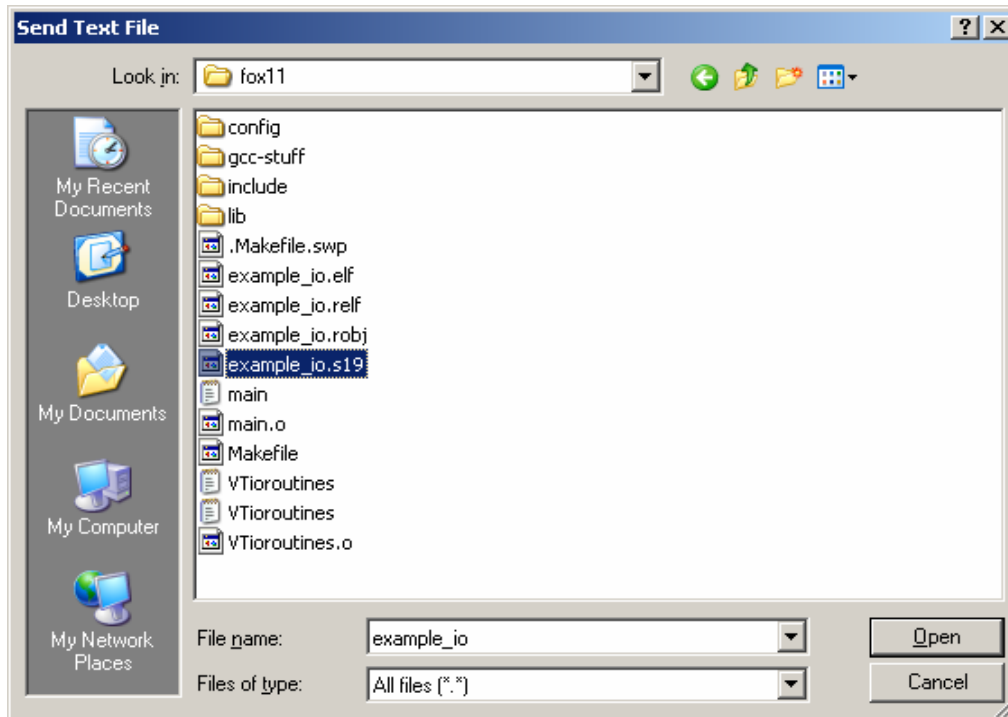 Send Text File
Look in: fox11
config
gcc-stuff
include
lib
.Makefile.swp
example_io.elf
example_io.relf
example_io.robj
example_io.s19
main
main.o
Makefile
VTioroutines
VTioroutines
VTioroutines.o
My Recent
Documents
Desktop
My Documents
My Computer
My Network
Places
File name: example_io Open
Files of type: All files (*.*) Cancel